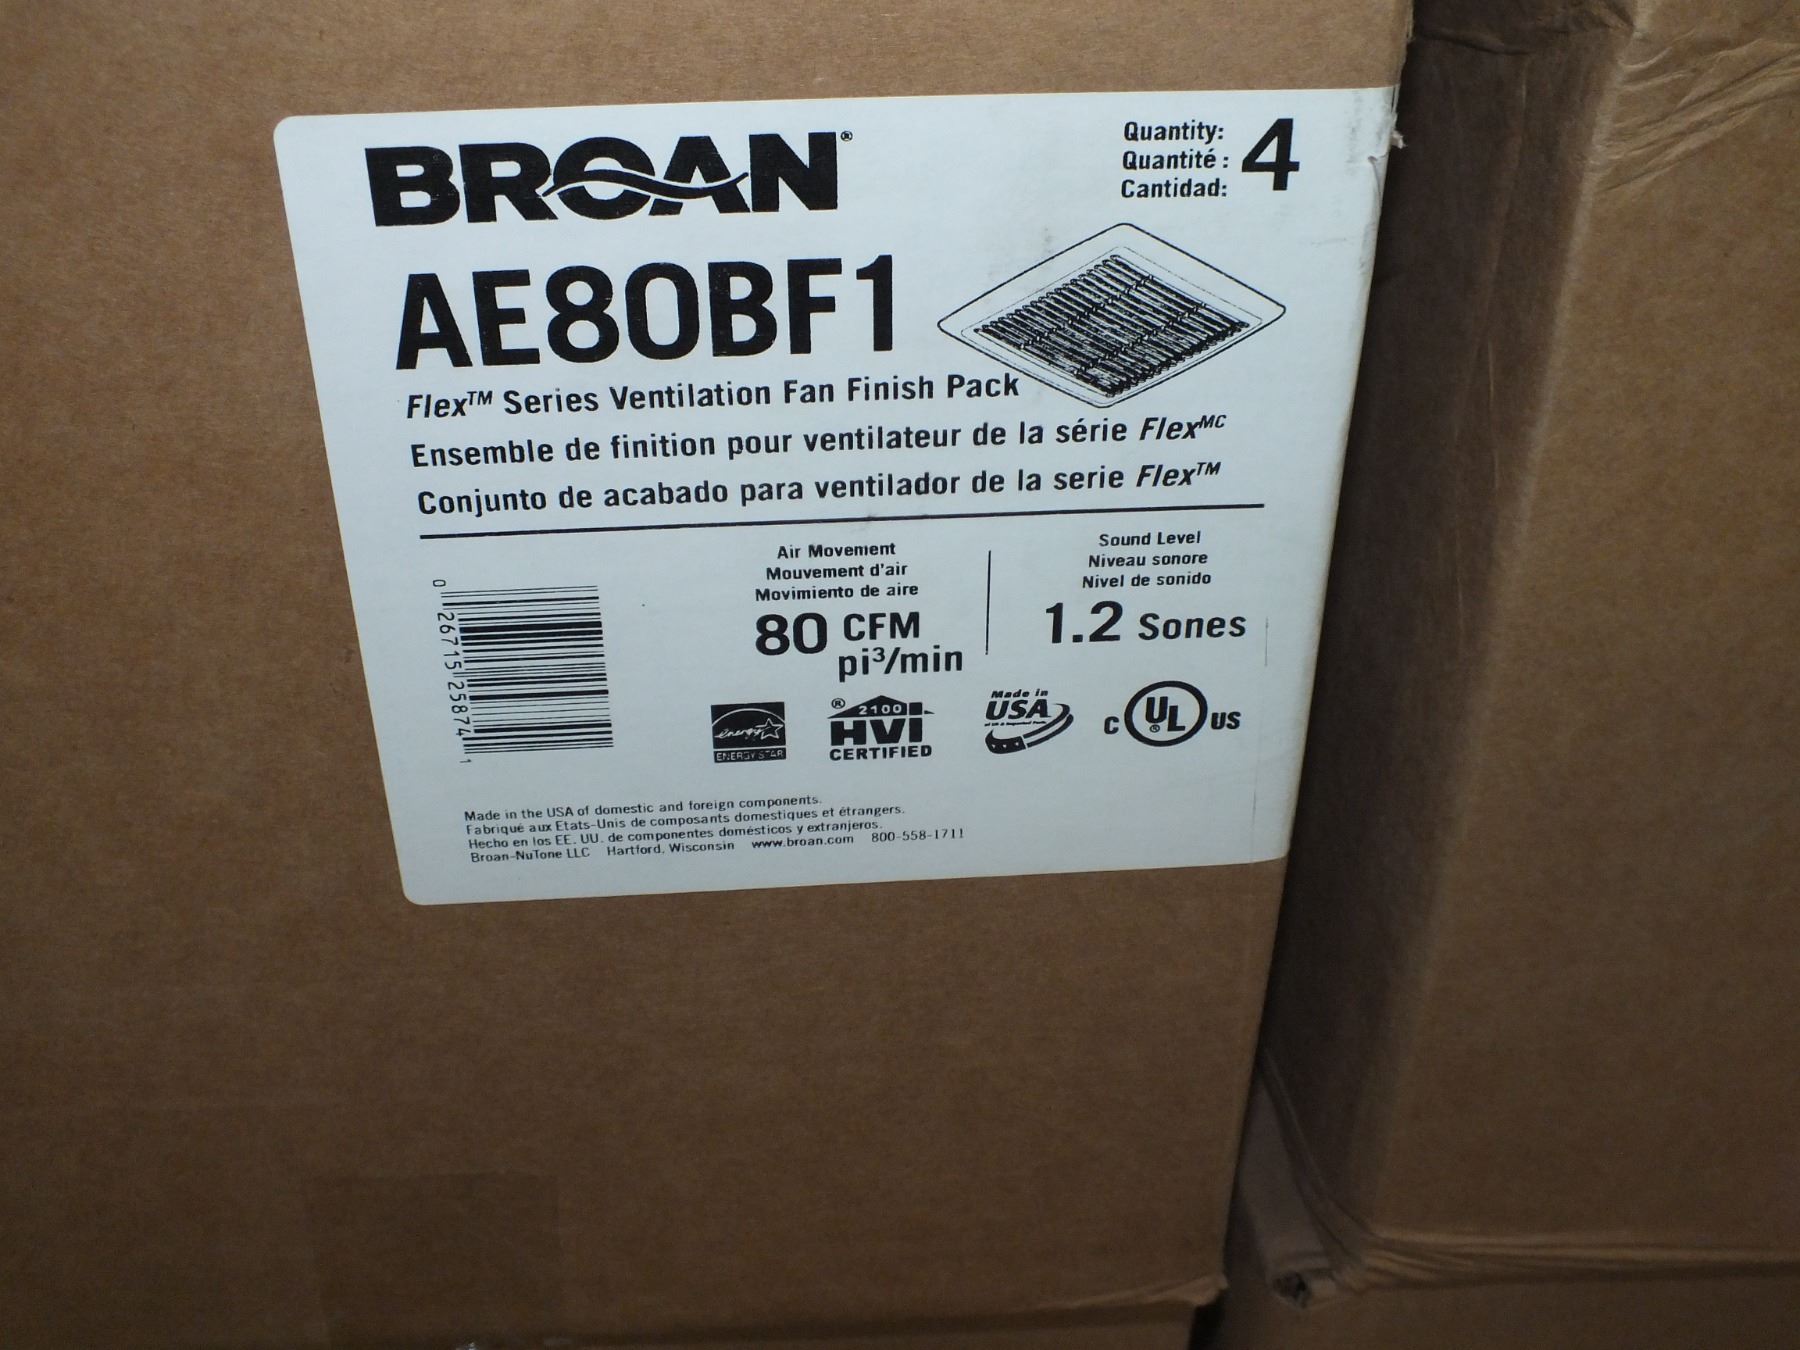 BROAN®
Quantity: 4
Quantité :
Cantidad:
AE80BF1
Flex™ Series Ventilation Fan Finish Pack
Ensemble de finition pour ventilateur de la série Flexᴹᶜ
Conjunto de acabado para ventilador de la serie Flex™
Air Movement
Mouvement d'air
Movimiento de aire
80 CFM
pi³/min
Sound Level
Niveau sonore
Nivel de sonido
1.2 Sones
0 26715 25874 1
energy
ENERGY STAR
® 2100
HVI
CERTIFIED
Made in
USA
C UL® US
Made in the USA of domestic and foreign components.
Fabriqué aux Etats-Unis de composants domestiques et étrangers.
Hecho en los EE. UU. de componentes domésticos y extranjeros.
Broan-NuTone LLC Hartford, Wisconsin www.broan.com 800-558-1711